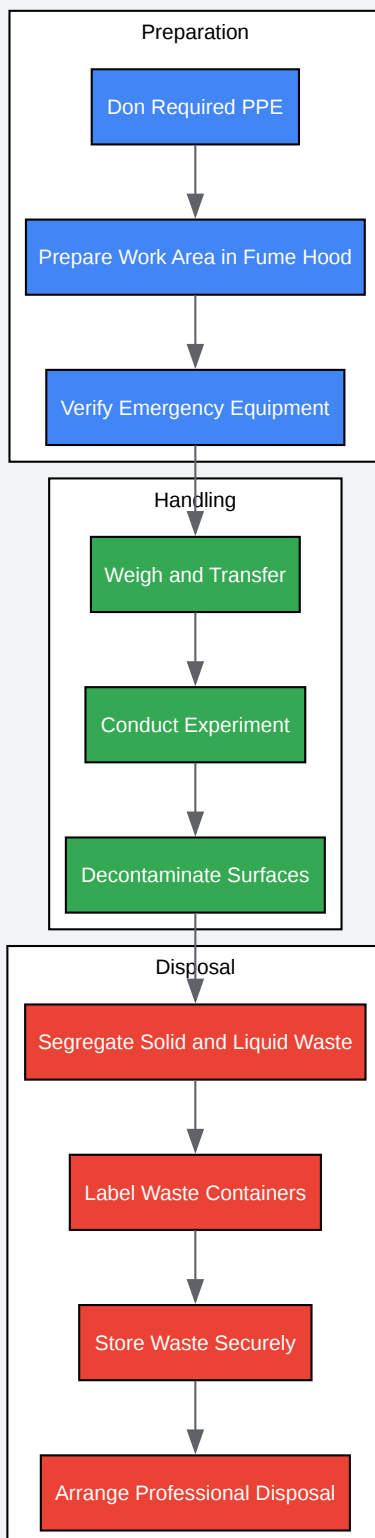 Preparation
Don Required PPE
Prepare Work Area in Fume Hood
Verify Emergency Equipment
Handling
Weigh and Transfer
Conduct Experiment
Decontaminate Surfaces
Disposal
Segregate Solid and Liquid Waste
Label Waste Containers
Store Waste Securely
Arrange Professional Disposal